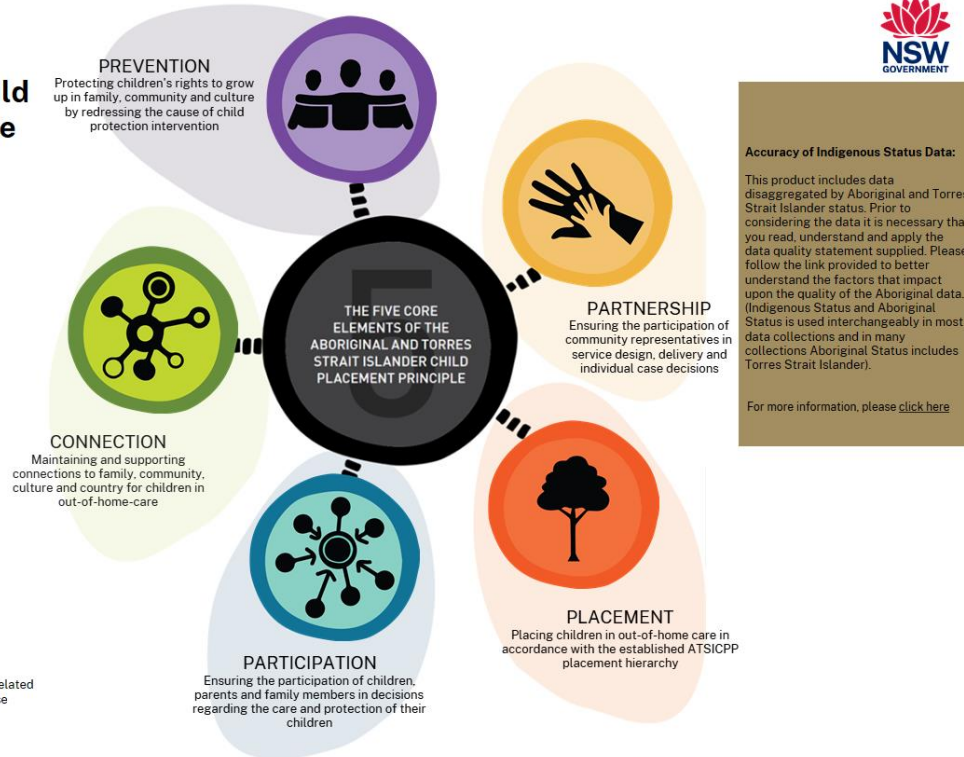 ld
e
NSW
GOVERNMENT
PREVENTION
Protecting children's rights to grow
up in family, community and culture
by redressing the cause of child
protection intervention
PARTNERSHIP
Ensuring the participation of
community representatives in
service design, delivery and
individual case decisions
5
THE FIVE CORE
ELEMENTS OF THE
ABORIGINAL AND TORRES
STRAIT ISLANDER CHILD
PLACEMENT PRINCIPLE
CONNECTION
Maintaining and supporting
connections to family, community,
culture and country for children in
out-of-home-care
PLACEMENT
Placing children in out-of-home care in
accordance with the established ATSICPP
placement hierarchy
PARTICIPATION
Ensuring the participation of children,
parents and family members in decisions
regarding the care and protection of their
children
elated
se
Accuracy of Indigenous Status Data:
This product includes data
disaggregated by Aboriginal and Torres
Strait Islander status. Prior to
considering the data it is necessary tha
you read, understand and apply the
data quality statement supplied. Please
follow the link provided to better
understand the factors that impact
upon the quality of the Aboriginal data.
(Indigenous Status and Aboriginal
Status is used interchangeably in most
data collections and in many
collections Aboriginal Status includes
Torres Strait Islander).
For more information, please click here